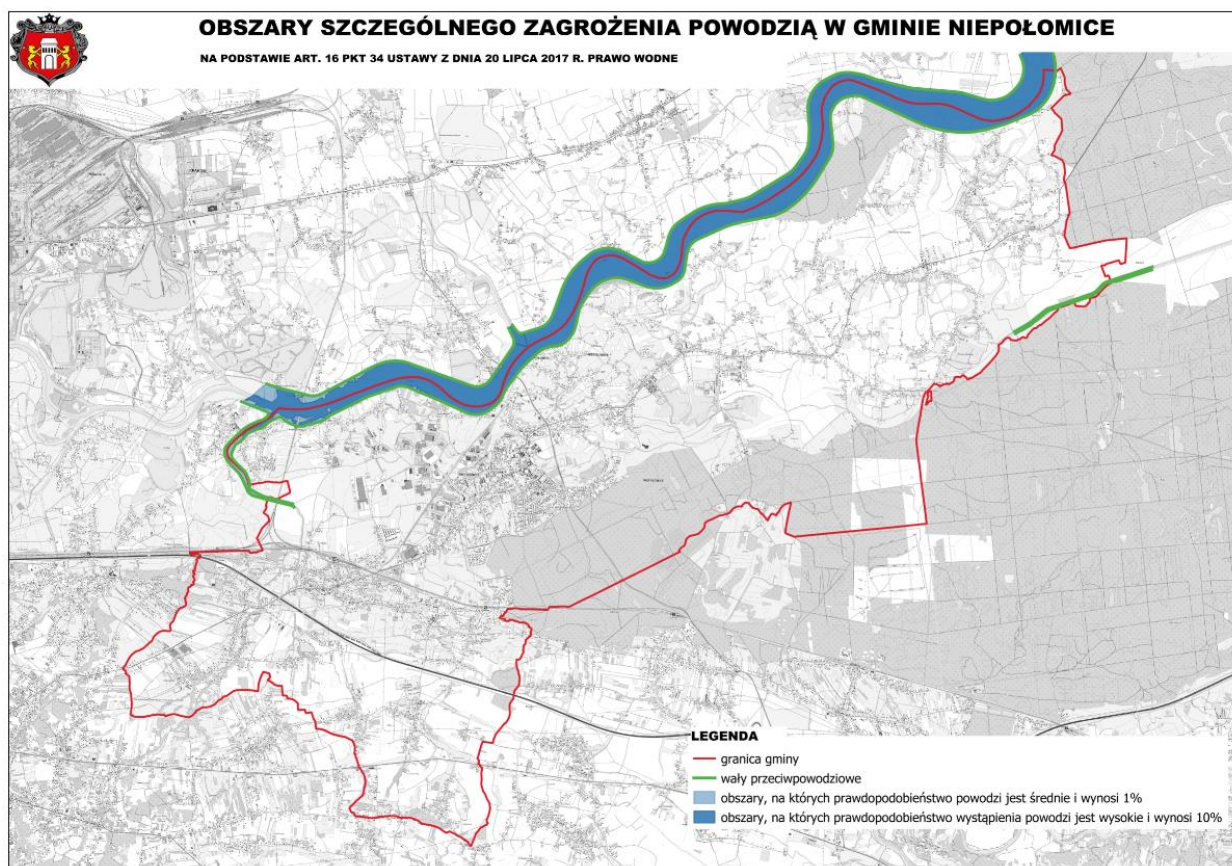 OBSZARY SZCZEGÓLNEGO ZAGROŻENIA POWODZIĄ W GMINIE NIEPOŁOMICE
NA PODSTAWIE ART. 16 PKT 34 USTAWY Z DNIA 20 LIPCA 2017 R. PRAWO WODNE
LEGENDA
granica gminy
wały przeciwpowodziowe
obszary, na których prawdopodobieństwo powodzi jest średnie i wynosi 1%
obszary, na których prawdopodobieństwo wystąpienia powodzi jest wysokie i wynosi 10%